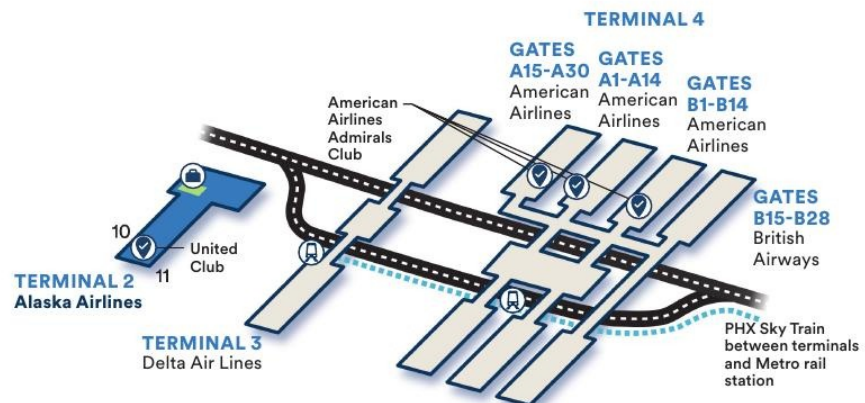 TERMINAL 4
GATES
A15-A30
American
Airlines
GATES
A1-A14
American
Airlines
GATES
B1-B14
American
Airlines
American
Airlines
Admirals
Club
GATES
B15-B28
British
Airways
10
United
Club
11
TERMINAL 2
Alaska Airlines
TERMINAL 3
Delta Air Lines
PHX Sky Train
between terminals
and Metro rail
station